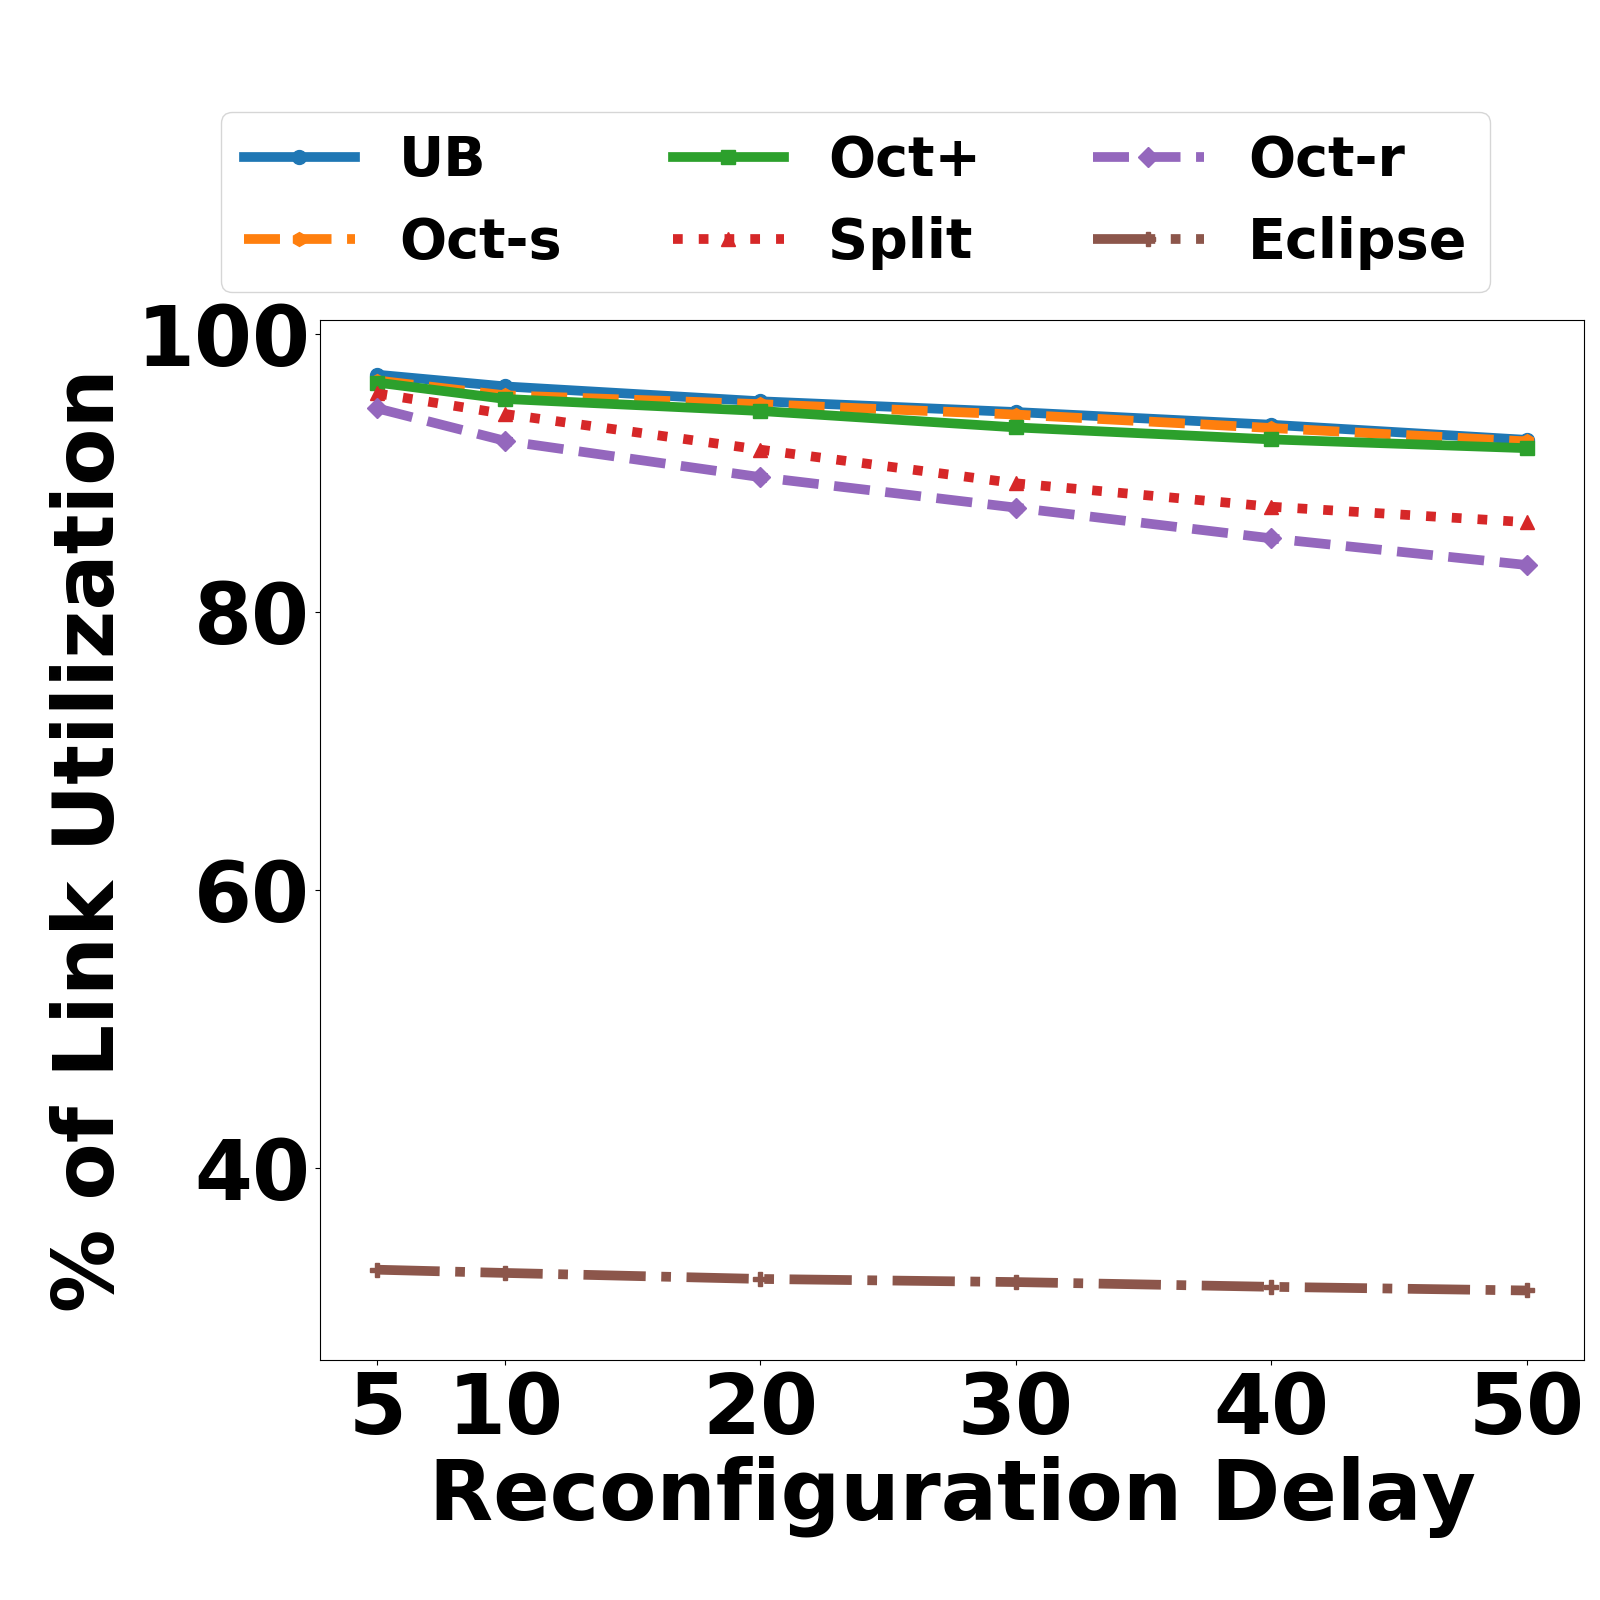 UB Oct+ Oct-r
Oct-s Split Eclipse
100
80
60
40
% of Link Utilization
5 10 20 30 40 50
Reconfiguration Delay